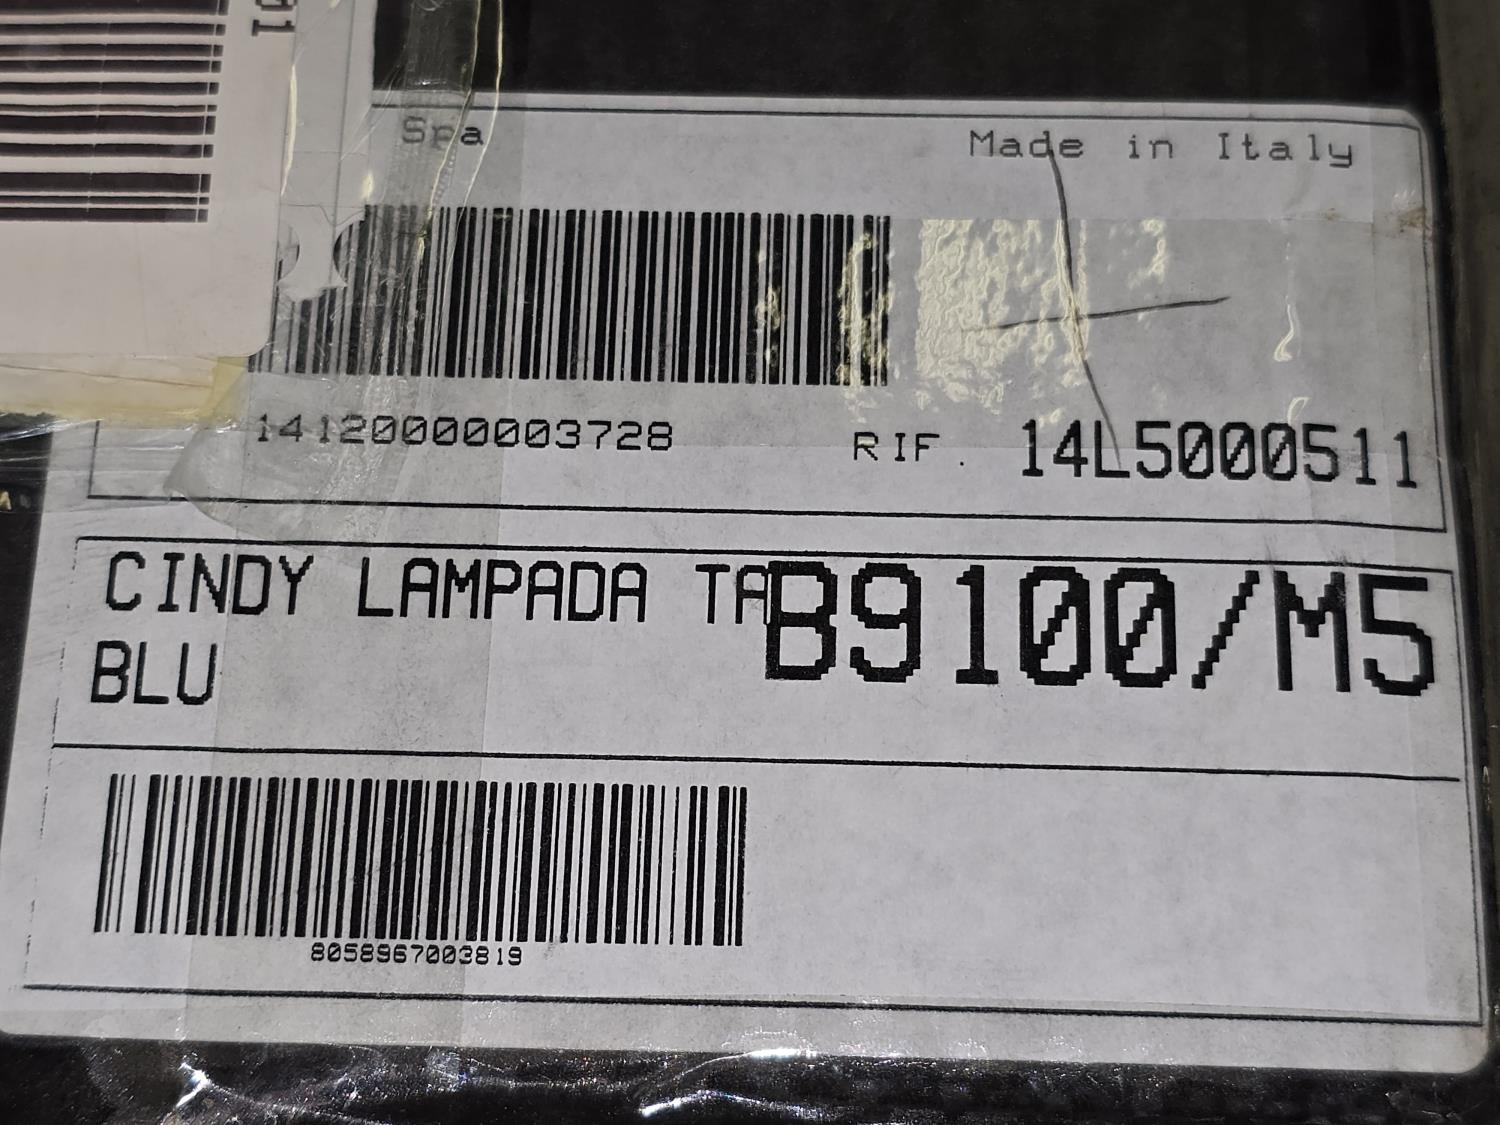 Spa
Made in Italy
14120000003728
RIF. 14L5000511
CINDY LAMPADA TA
B9100/M5
BLU
8058967003819